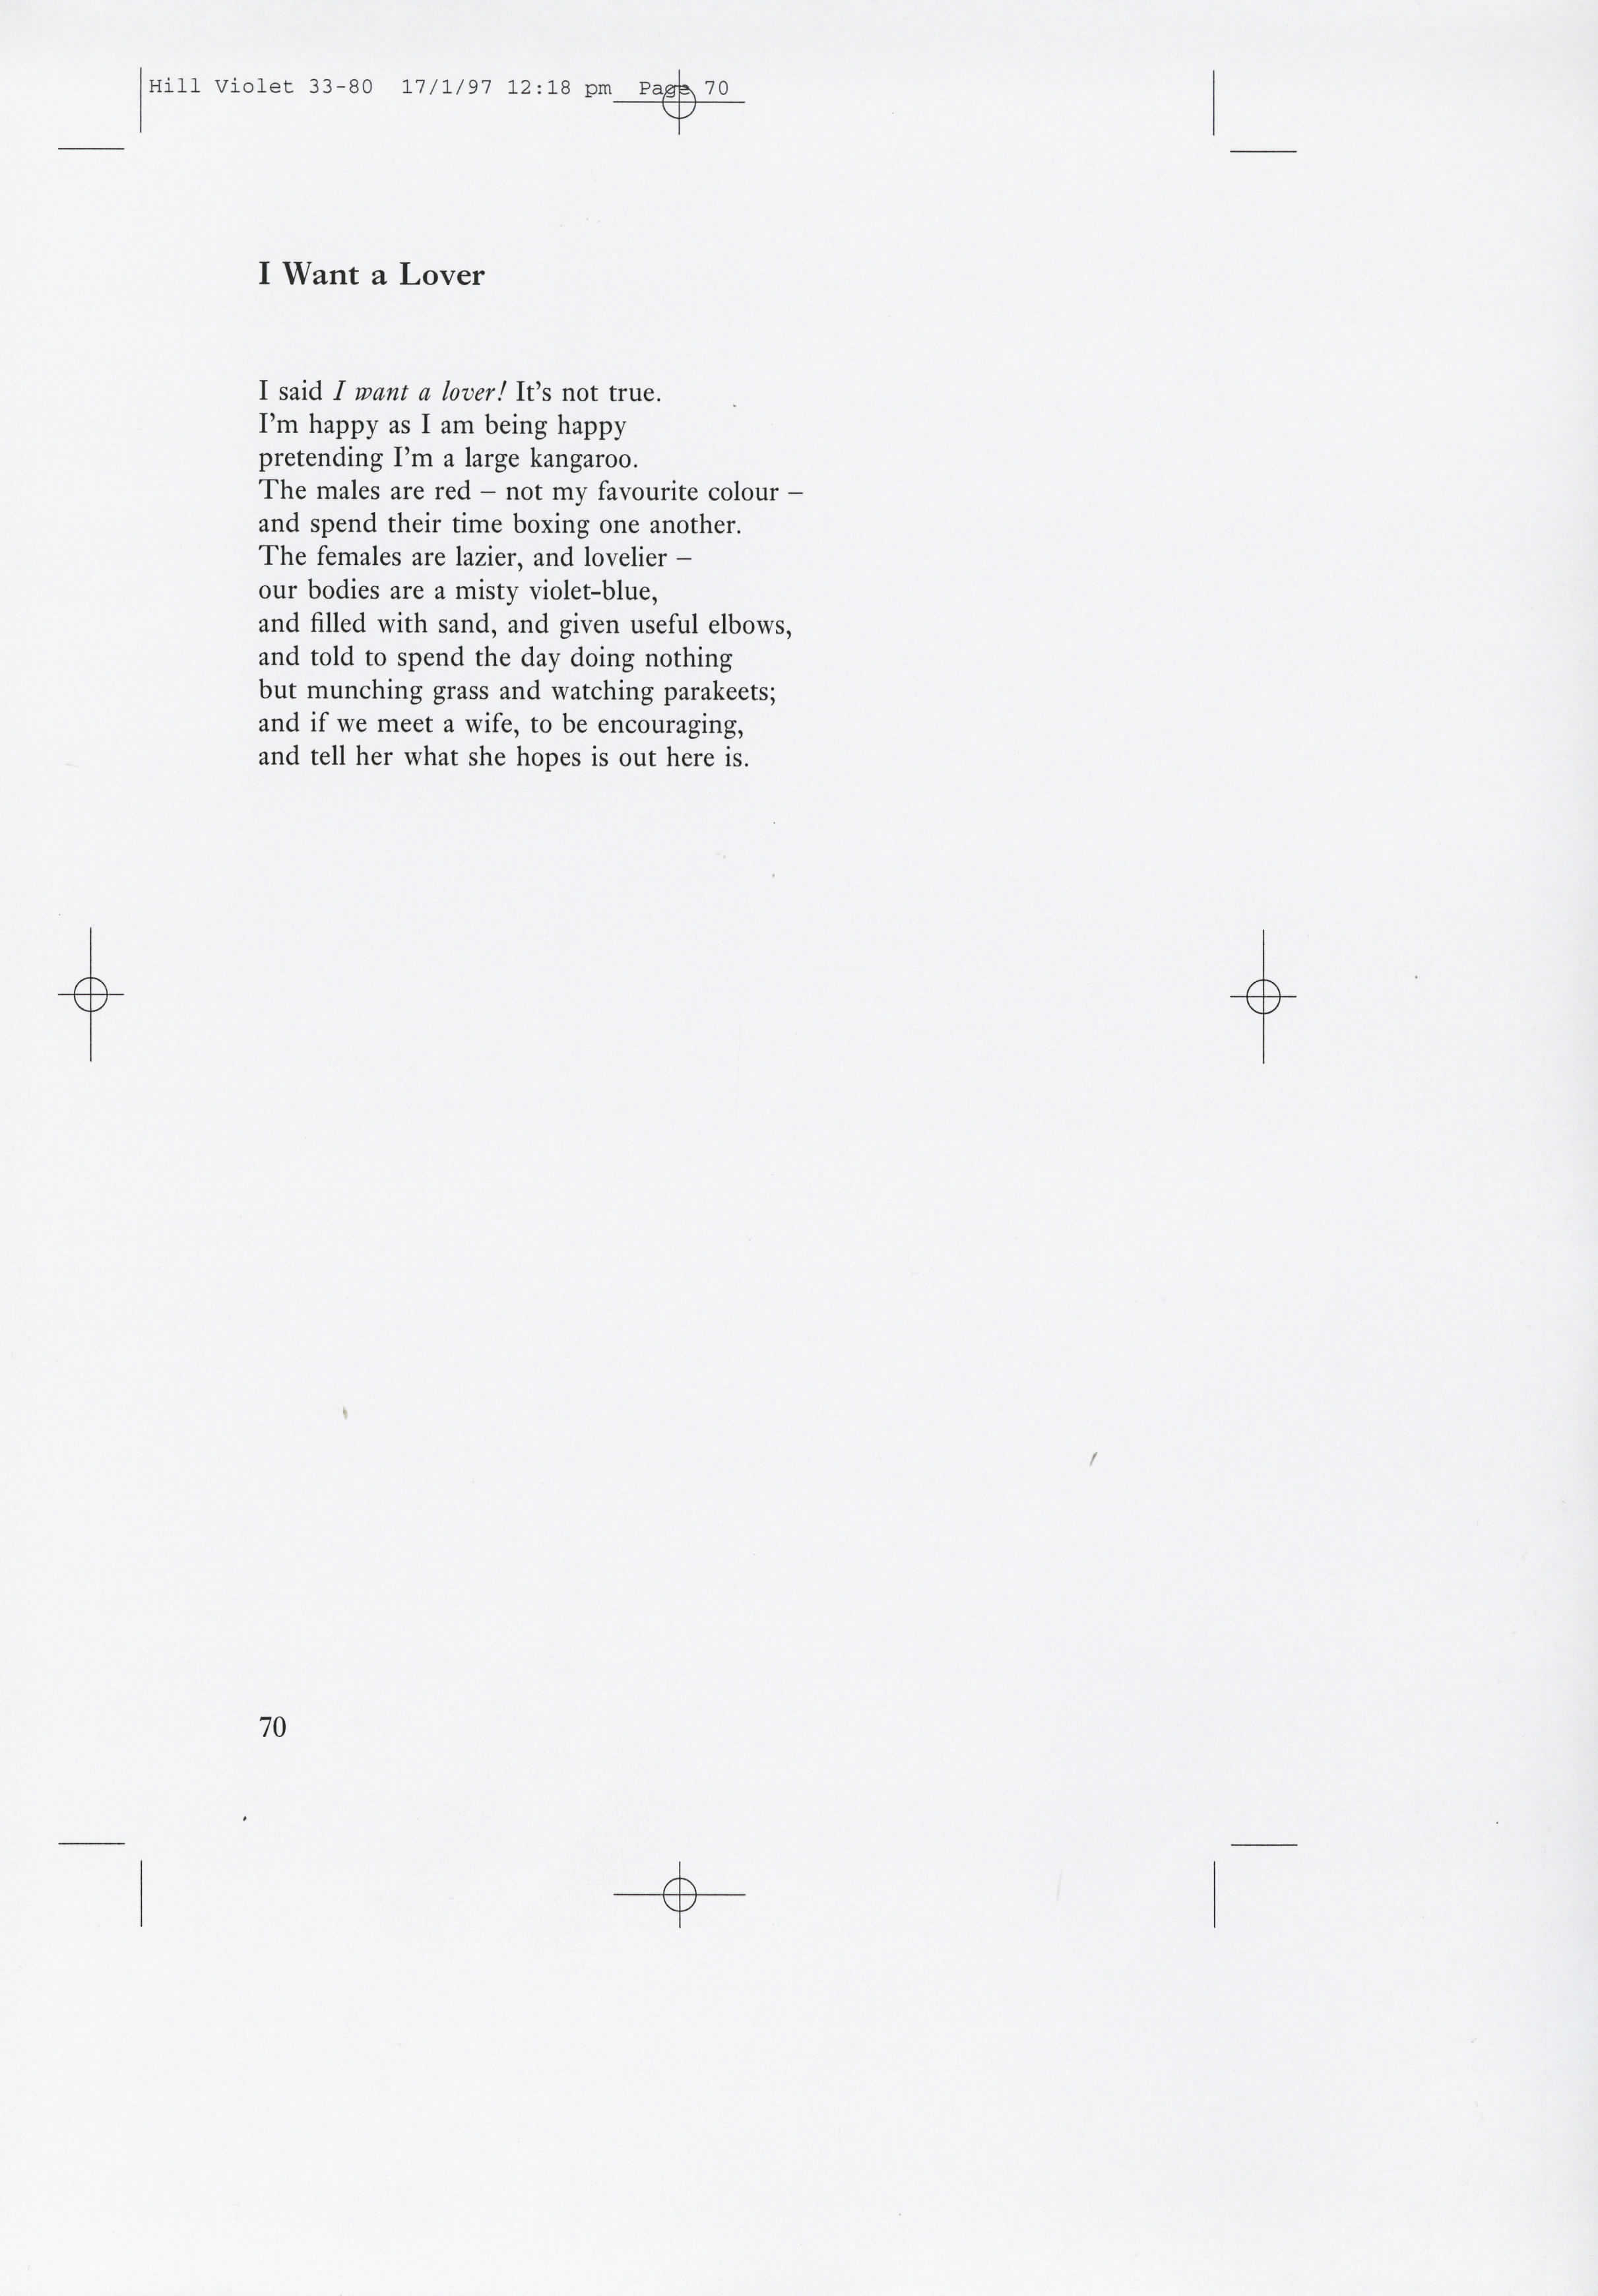 Hill Violet 33-80 17/1/97 12:18 pm Page 70
I Want a Lover
I said I want a lover! It's not true.
I'm happy as I am being happy
pretending I'm a large kangaroo.
The males are red – not my favourite colour –
and spend their time boxing one another.
The females are lazier, and lovelier –
our bodies are a misty violet-blue,
and filled with sand, and given useful elbows,
and told to spend the day doing nothing
but munching grass and watching parakeets;
and if we meet a wife, to be encouraging,
and tell her what she hopes is out here is.
70